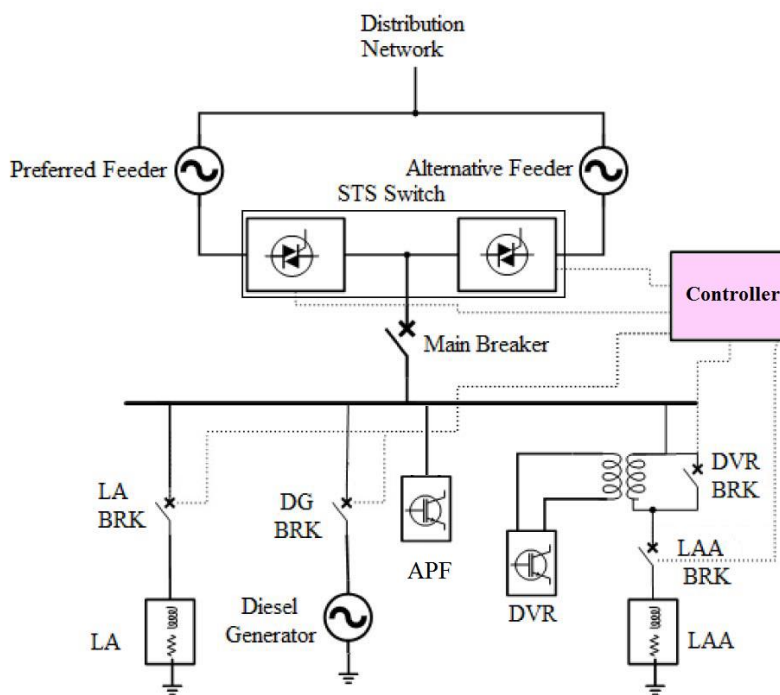 Distribution
Network
Preferred Feeder
Alternative Feeder
STS Switch
Controller
Main Breaker
LA
BRK
DG
BRK
APF
DVR
BRK
LAA
BRK
Diesel
Generator
DVR
LA
LAA